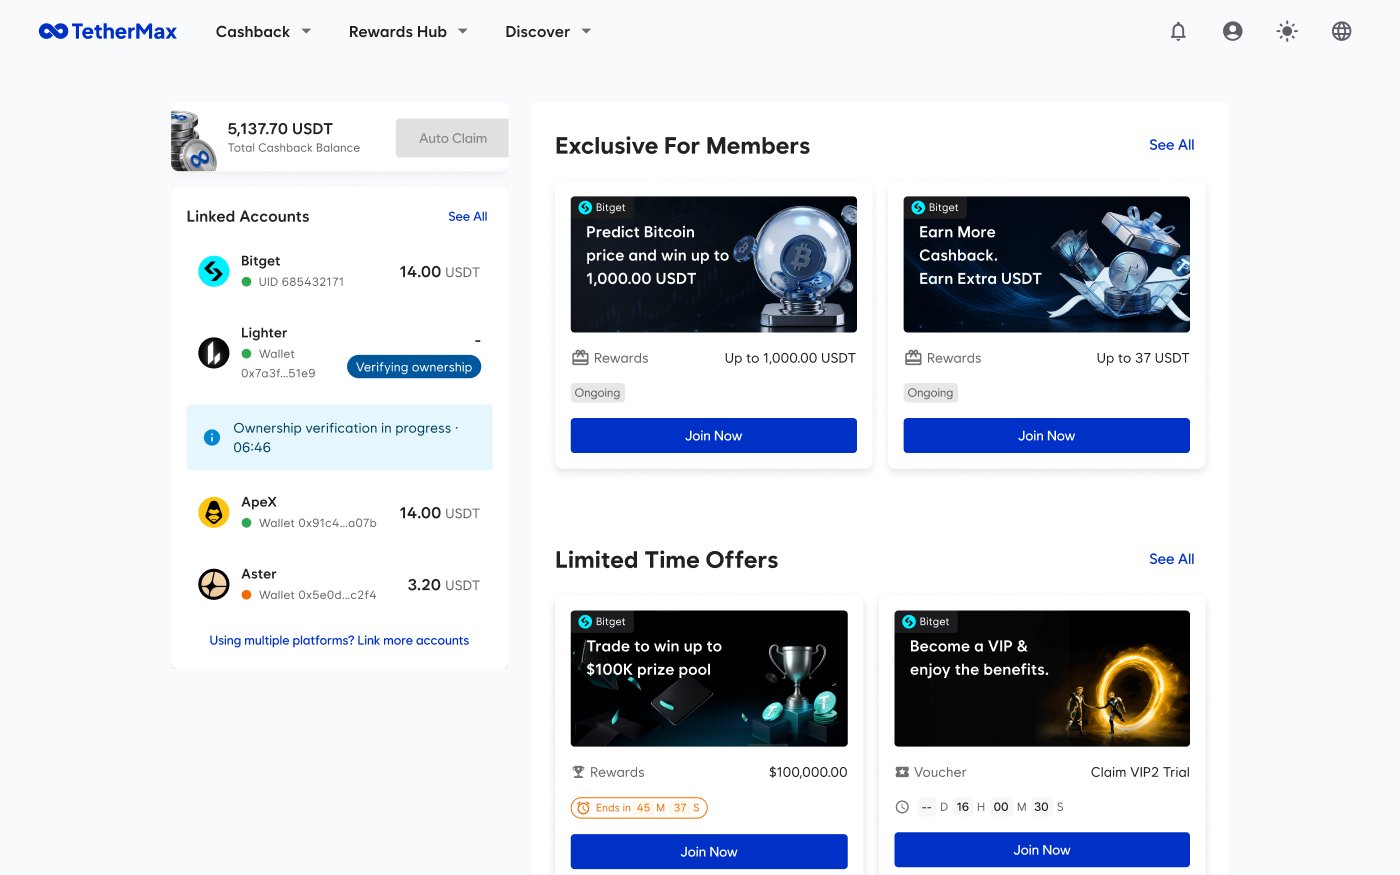 TetherMax
Cashback
Rewards Hub
Discover
5,137.70 USDT
Total Cashback Balance
Auto Claim
Linked Accounts
See All
Bitget
UID 685432171
14.00 USDT
Lighter
Wallet
0x7a3f...51e9
-
Verifying ownership
Ownership verification in progress ·
06:46
ApeX
Wallet 0x91c4...a07b
14.00 USDT
Aster
Wallet 0x5e0d...c2f4
3.20 USDT
Using multiple platforms? Link more accounts
Exclusive For Members
See All
Bitget
Predict Bitcoin
price and win up to
1,000.00 USDT
Rewards
Up to 1,000.00 USDT
Ongoing
Join Now
Bitget
Earn More
Cashback.
Earn Extra USDT
Rewards
Up to 37 USDT
Ongoing
Join Now
Limited Time Offers
See All
Bitget
Trade to win up to
$100K prize pool
Rewards
$100,000.00
Ends in 45 M 37 S
Join Now
Bitget
Become a VIP &
enjoy the benefits.
Voucher
Claim VIP2 Trial
-- D 16 H 00 M 30 S
Join Now